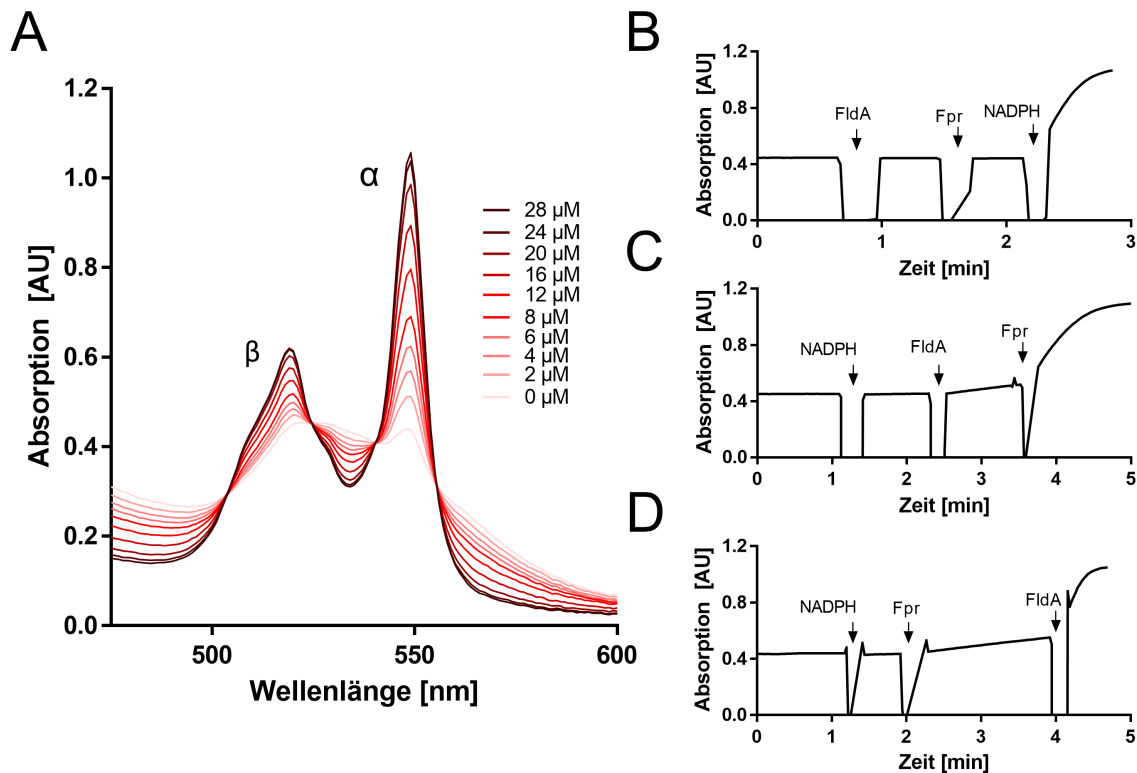 A
Absorption [AU]
1.2
1.0
0.8
0.6
0.4
0.2
0.0
α
β
28 µM
24 µM
20 µM
16 µM
12 µM
8 µM
6 µM
4 µM
2 µM
0 µM
500
550
600
Wellenlänge [nm]
B
Absorption [AU]
1.2
0.8
0.4
0.0
FldA
Fpr
NADPH
0
1
2
3
Zeit [min]
C
Absorption [AU]
1.2
0.8
0.4
0.0
NADPH
FldA
Fpr
0
1
2
3
4
5
Zeit [min]
D
Absorption [AU]
1.2
0.8
0.4
0.0
NADPH
Fpr
FldA
0
1
2
3
4
5
Zeit [min]